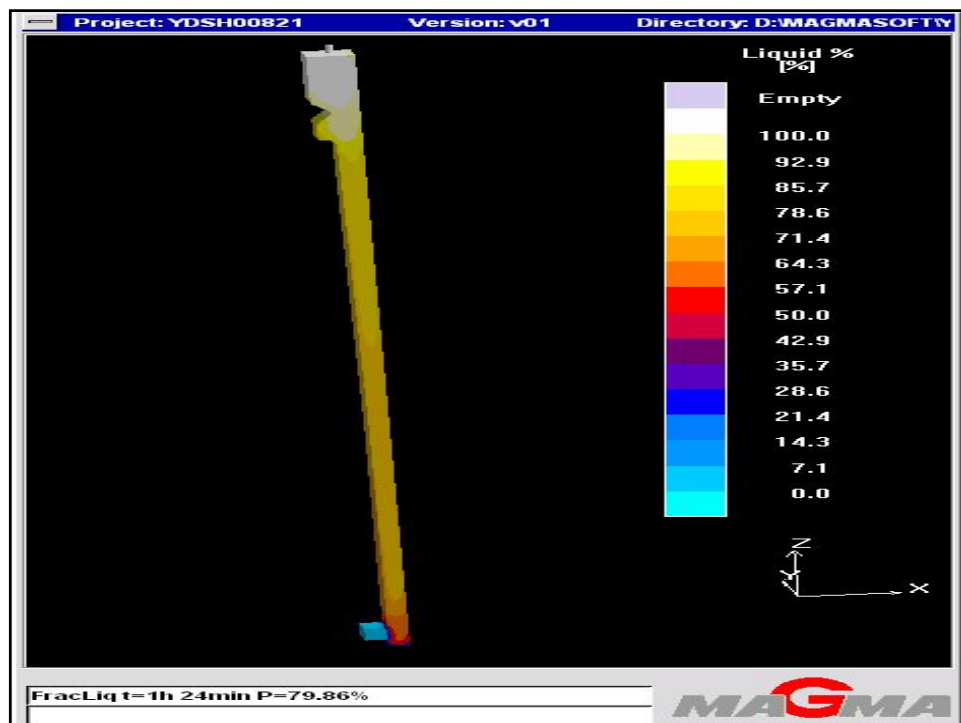 Project: YDSH00821 Version: v01 Directory: D:\MAGMASOFT\Y
Liquid %
[%]
Empty
100.0
92.9
85.7
78.6
71.4
64.3
57.1
50.0
42.9
35.7
28.6
21.4
14.3
7.1
0.0
Z
Y
X
FracLiq t=1h 24min P=79.86%
MAGMA